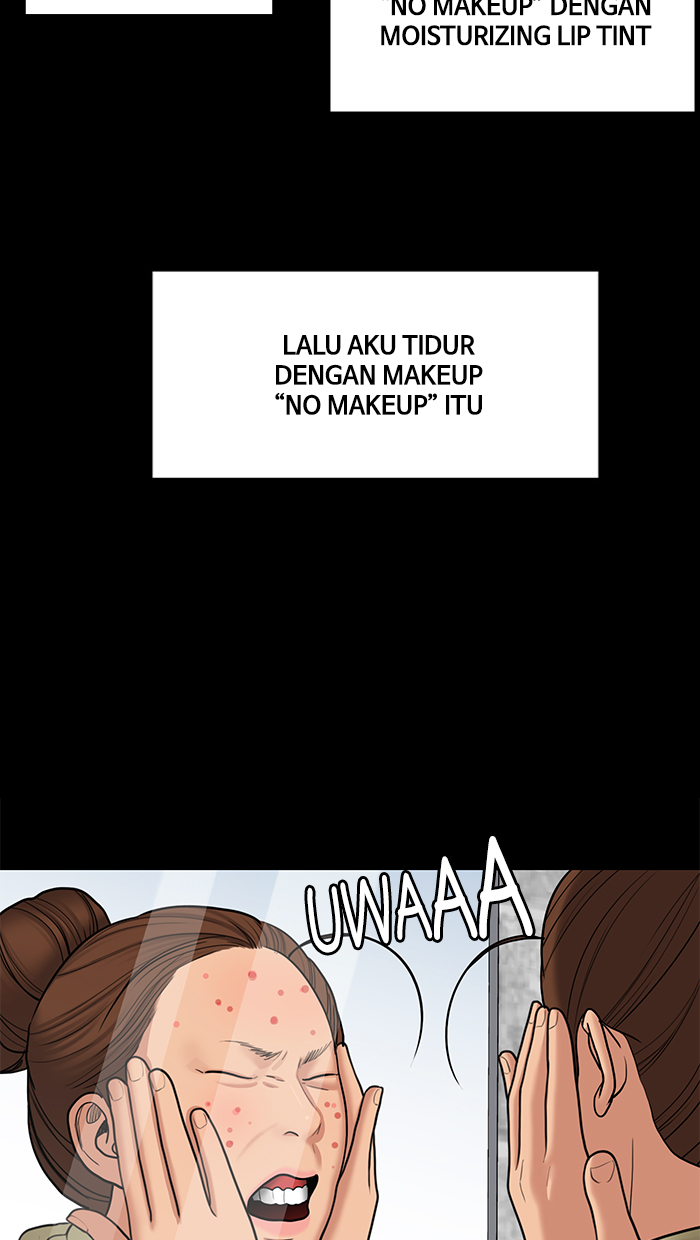 "NO MAKEUP" DENGAN
MOISTURIZING LIP TINT
LALU AKU TIDUR
DENGAN MAKEUP
“NO MAKEUP” ITU
UWAAA